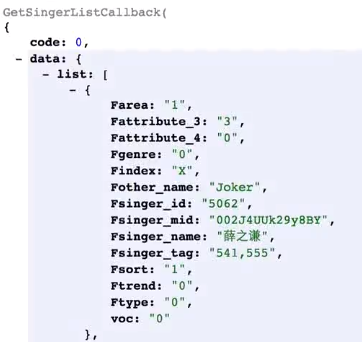 GetSingerListCallback(
{
code: 0,
- data: {
- list: [
- {
Farea: "1",
Fattribute_3: "3",
Fattribute_4: "0",
Fgenre: "0",
Findex: "X",
Fother_name: "Joker",
Fsinger_id: "5062",
Fsinger_mid: "002J4UUk29y8BY",
Fsinger_name: "薛之谦",
Fsinger_tag: "541,555",
Fsort: "1",
Ftrend: "0",
Ftype: "0",
voc: "0"
},